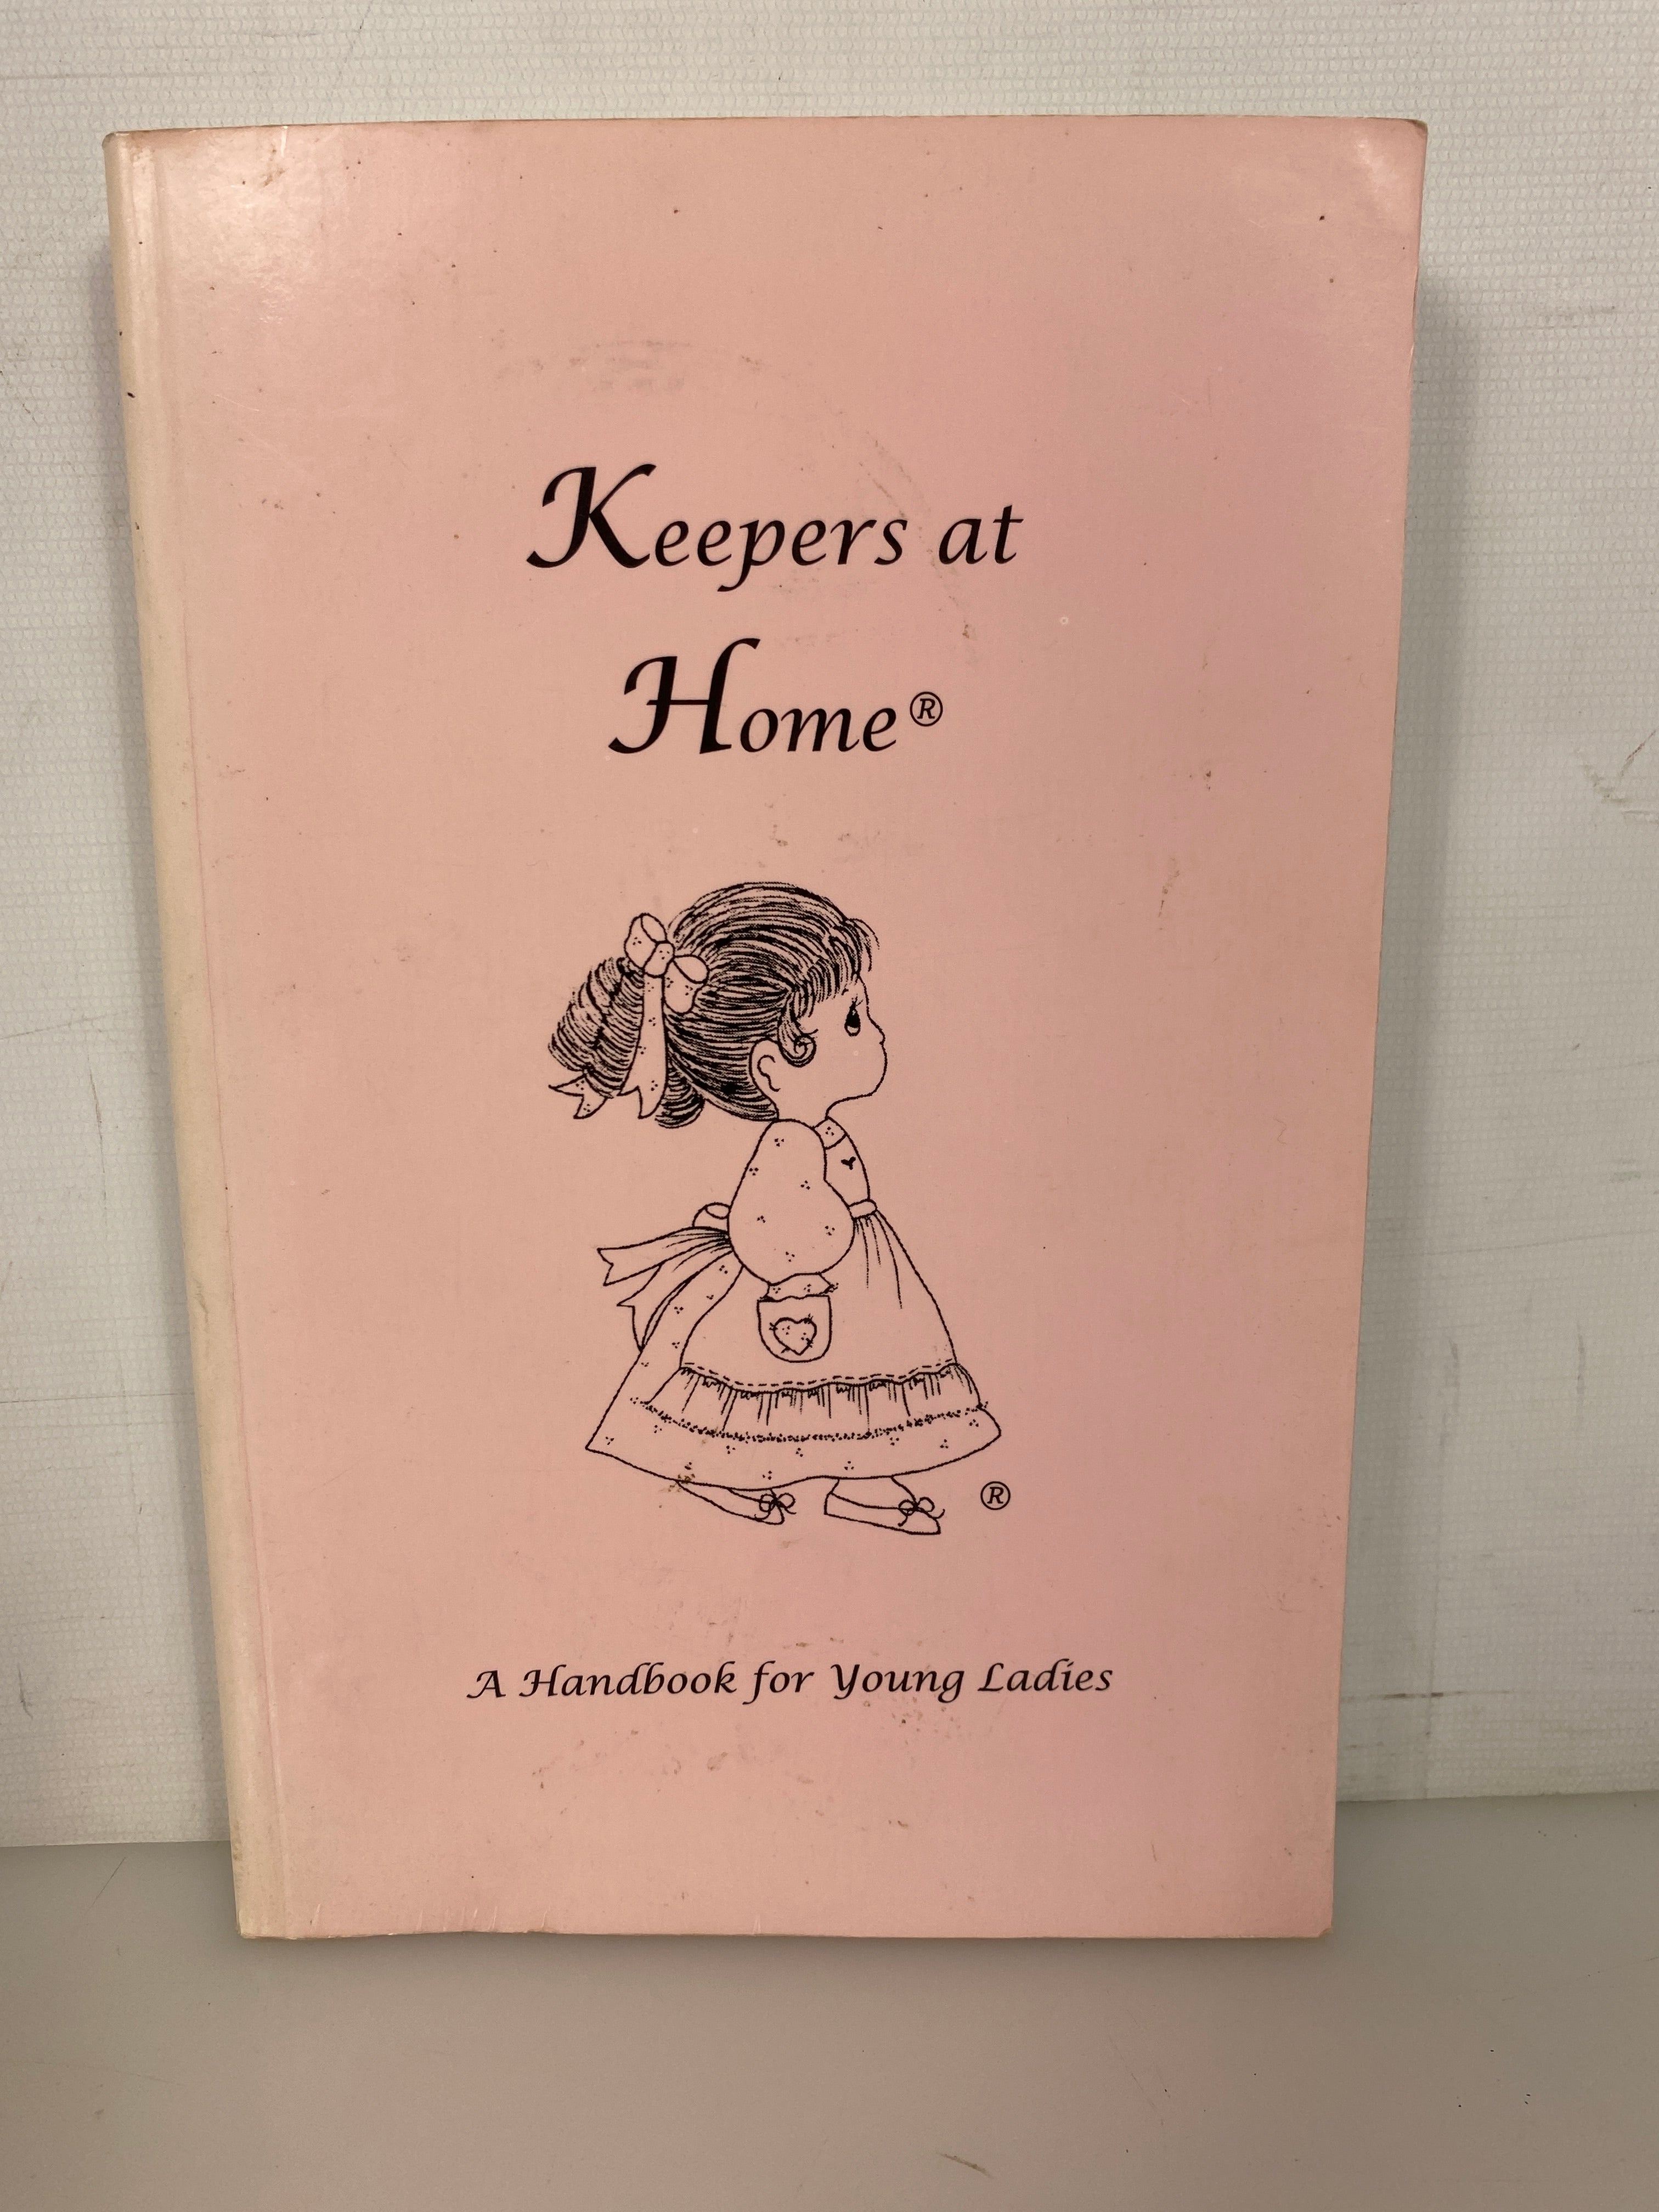 Keepers at
Home®
®
A Handbook for Young Ladies